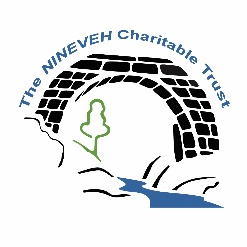 The NINEVEH Charitable Trust